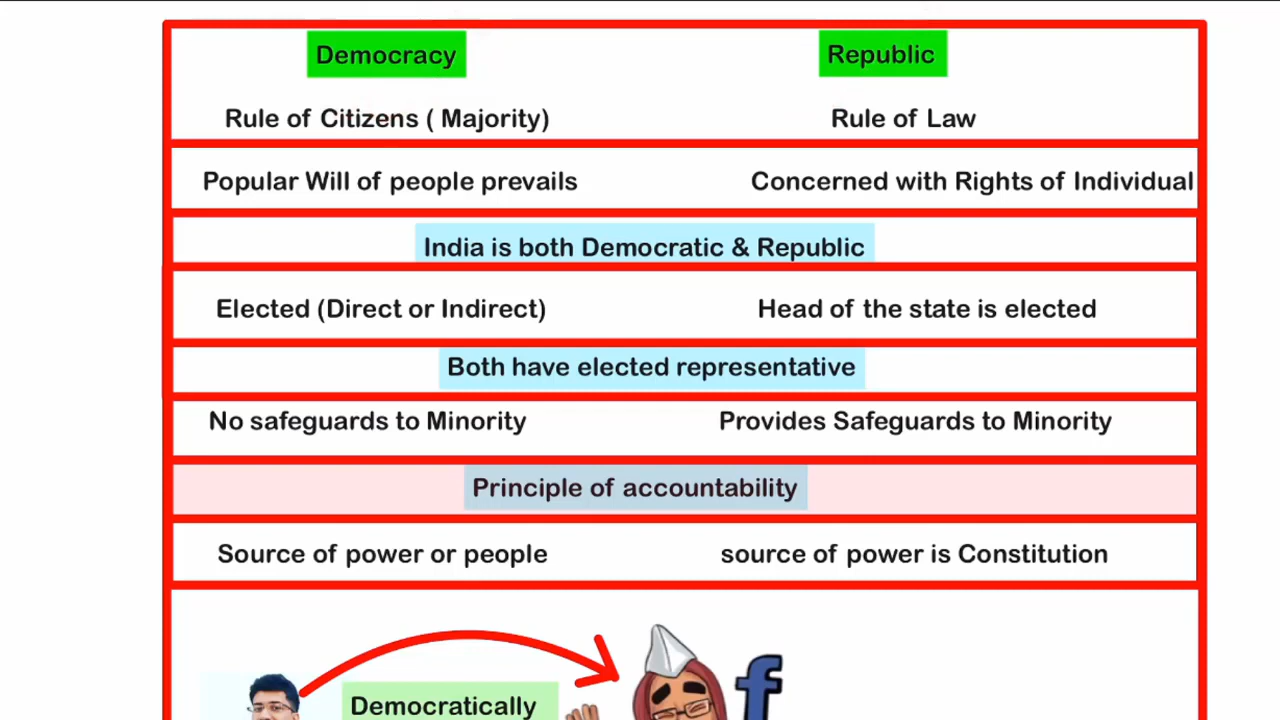 Democracy Republic
Rule of Citizens ( Majority) Rule of Law
Popular Will of people prevails Concerned with Rights of Individual
India is both Democratic & Republic
Elected (Direct or Indirect) Head of the state is elected
Both have elected representative
No safeguards to Minority Provides Safeguards to Minority
Principle of accountability
Source of power or people source of power is Constitution
Democratically